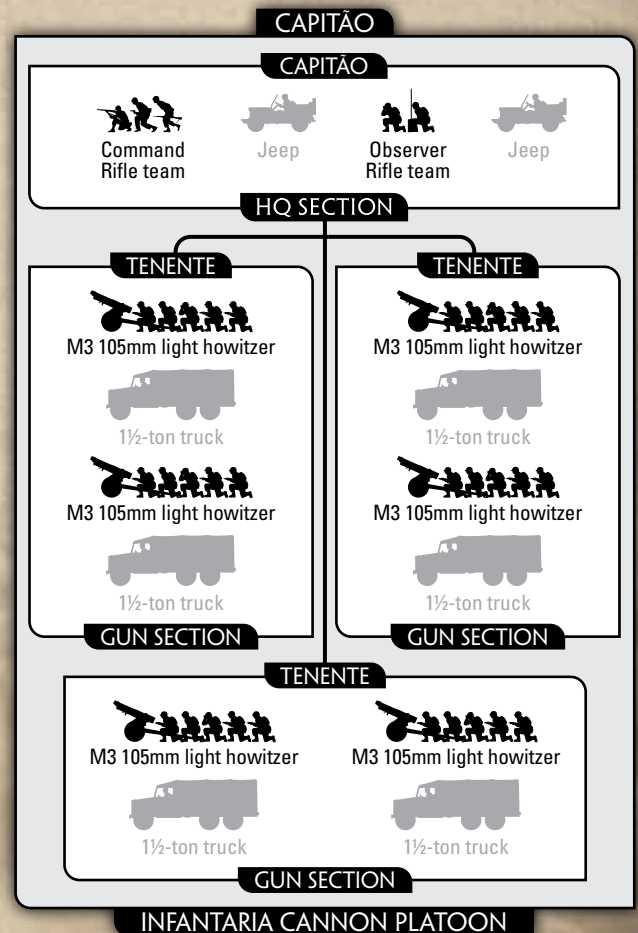 CAPITÃO
CAPITÃO
Command
Rifle team
Jeep
Observer
Rifle team
Jeep
HQ SECTION
TENENTE
M3 105mm light howitzer
1½-ton truck
M3 105mm light howitzer
1½-ton truck
GUN SECTION
TENENTE
M3 105mm light howitzer
1½-ton truck
M3 105mm light howitzer
1½-ton truck
GUN SECTION
TENENTE
M3 105mm light howitzer
1½-ton truck
M3 105mm light howitzer
1½-ton truck
GUN SECTION
INFANTARIA CANNON PLATOON